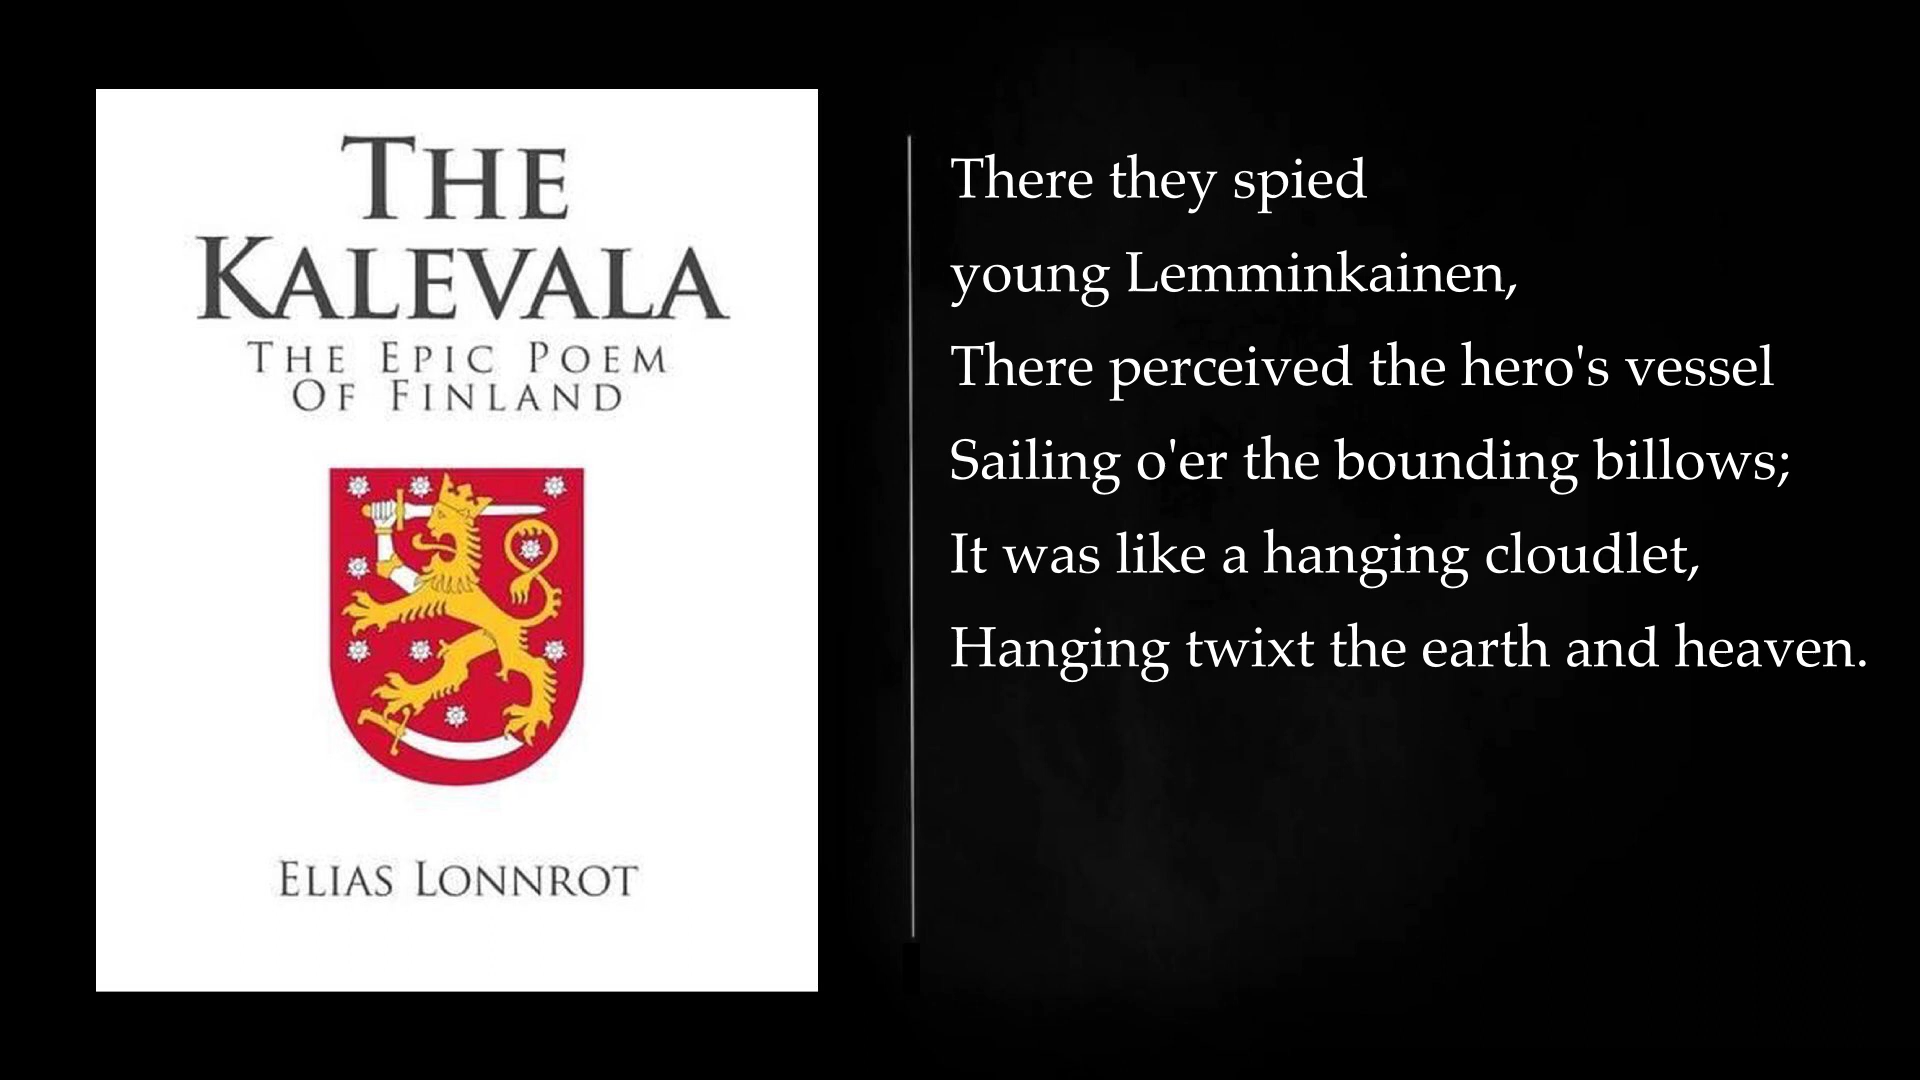 THE
KALEVALA
THE EPIC POEM
OF FINLAND
ELIAS LONNROT
There they spied
young Lemminkainen,
There perceived the hero's vessel
Sailing o'er the bounding billows;
It was like a hanging cloudlet,
Hanging twixt the earth and heaven.